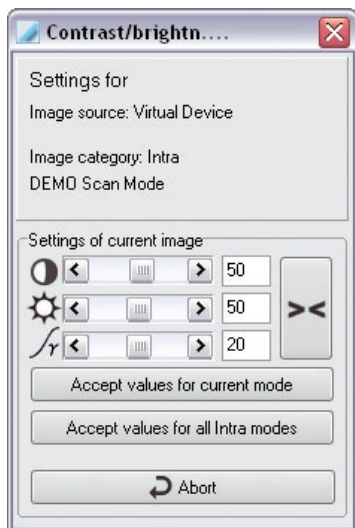 Contrast/brightn....
Settings for
Image source: Virtual Device
Image category: Intra
DEMO Scan Mode
Settings of current image
50
50
20
Accept values for current mode
Accept values for all Intra modes
Abort